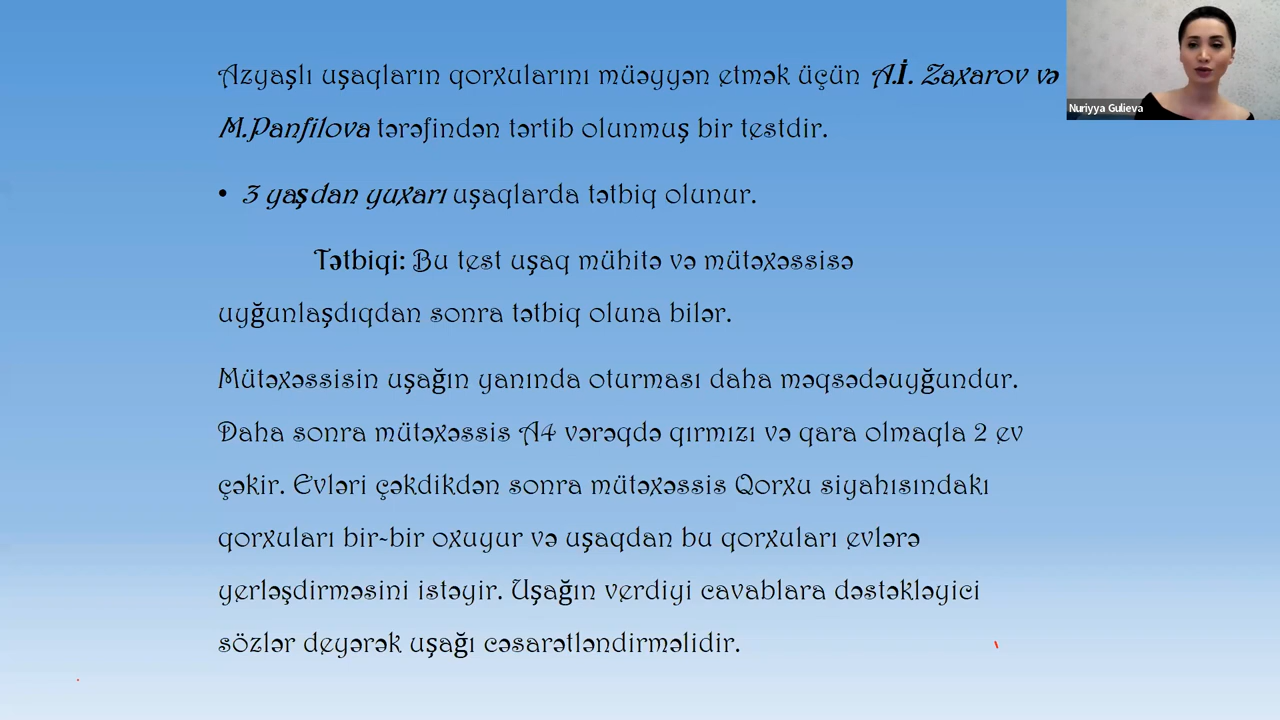 Azyaşlı uşaqların qorxularını müəyyən etmək üçün A.İ. Zaxarov və
M.Panfilova tərəfindən tərtib olunmuş bir testdir.
• 3 yaşdan yuxarı uşaqlarda tətbiq olunur.
Tətbiqi: Bu test uşaq mühitə və mütəxəssisə
uyğunlaşdıqdan sonra tətbiq oluna bilər.
Mütəxəssisin uşağın yanında oturması daha məqsədəuyğundur.
Daha sonra mütəxəssis A4 vərəqdə qırmızı və qara olmaqla 2 ev
çəkir. Evləri çəkdikdən sonra mütəxəssis Qorxu siyahısındakı
qorxuları bir-bir oxuyur və uşaqdan bu qorxuları evlərə
yerləşdirməsini istəyir. Uşağın verdiyi cavablara dəstəkləyici
sözlər deyərək uşağı cəsarətləndirməlidir.
Nuriyya Gulieva